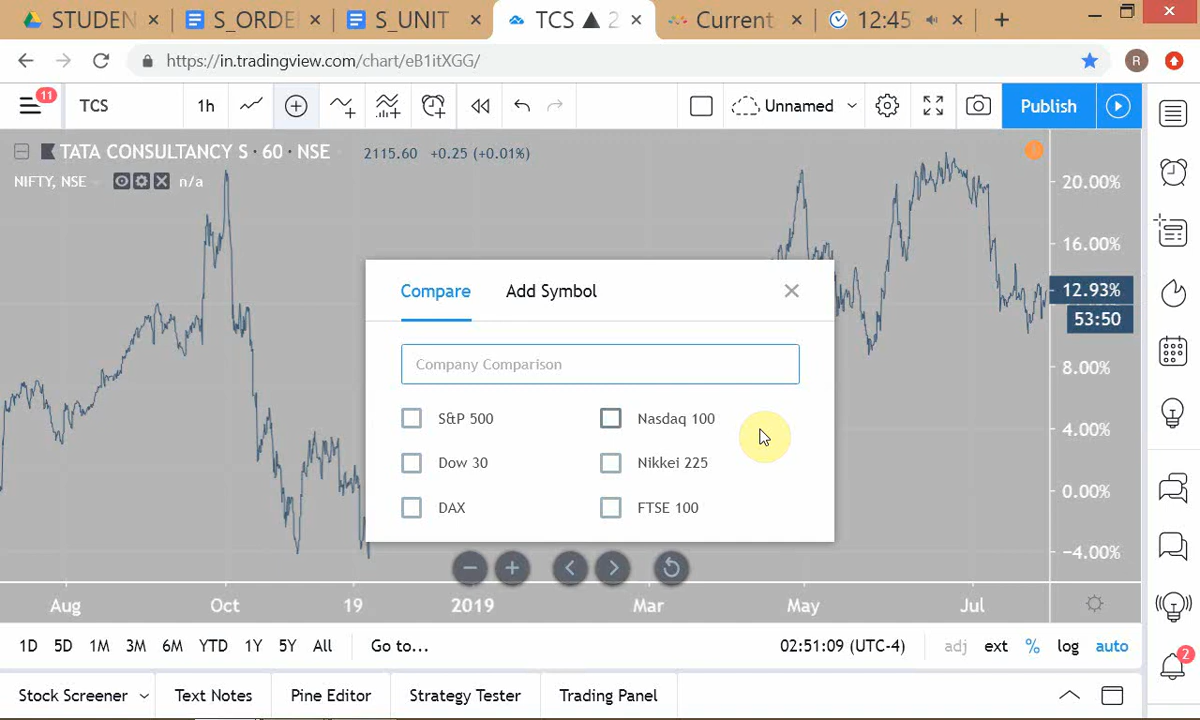 STUDEN S_ORDE S_UNIT TCS ▲ 2 Current 12:45
https://in.tradingview.com/chart/eB1itXGG/ R
11 TCS 1h Unnamed Publish
TATA CONSULTANCY S · 60 · NSE 2115.60 +0.25 (+0.01%)
NIFTY, NSE n/a
20.00%
16.00%
12.93%
53:50
8.00%
4.00%
0.00%
−4.00%
Compare Add Symbol
Company Comparison
S&P 500 Nasdaq 100
Dow 30 Nikkei 225
DAX FTSE 100
Aug Oct 19 2019 Mar May Jul
1D 5D 1M 3M 6M YTD 1Y 5Y All Go to... 02:51:09 (UTC-4) adj ext % log auto
2
Stock Screener Text Notes Pine Editor Strategy Tester Trading Panel